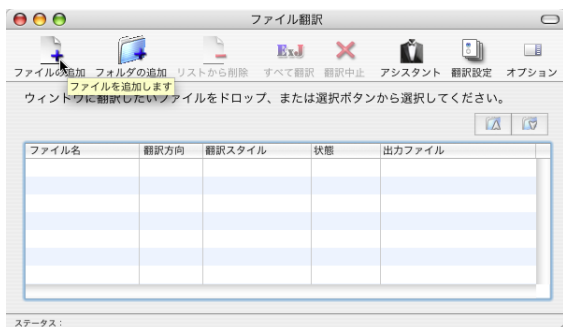 ファイル翻訳
ExJ
ファイルの追加 フォルダの追加 リストから削除 すべて翻訳 翻訳中止 アシスタント 翻訳設定 オプション
ファイルを追加します
ウィンドウに翻訳したいファイルをドロップ、または選択ボタンから選択してください。
ファイル名 翻訳方向 翻訳スタイル 状態 出力ファイル
ステータス :